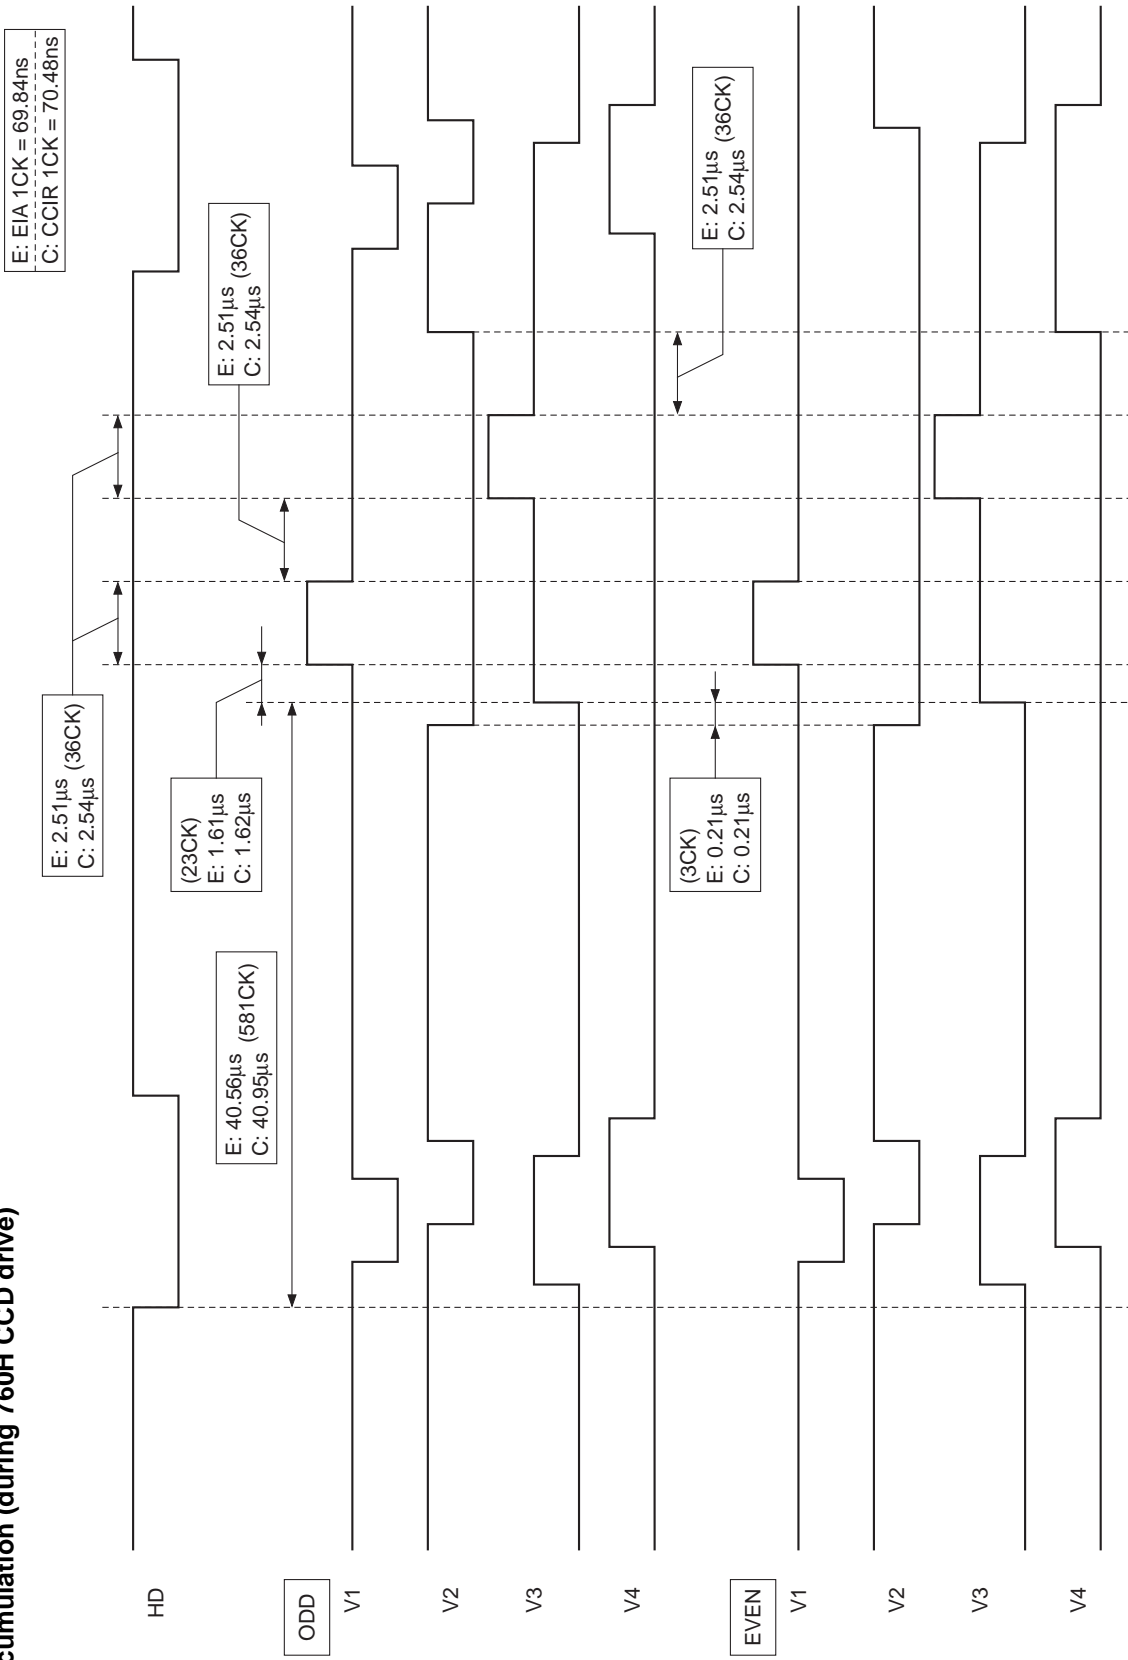 cumulation (during 760H CCD drive)
E: EIA 1CK = 69.84ns
C: CCIR 1CK = 70.48ns
HD
E: 2.51µs (36CK)
C: 2.54µs
E: 2.51µs (36CK)
C: 2.54µs
(23CK)
E: 1.61µs
C: 1.62µs
E: 40.56µs (581CK)
C: 40.95µs
ODD
V1
V2
V3
V4
E: 2.51µs (36CK)
C: 2.54µs
(3CK)
E: 0.21µs
C: 0.21µs
EVEN
V1
V2
V3
V4